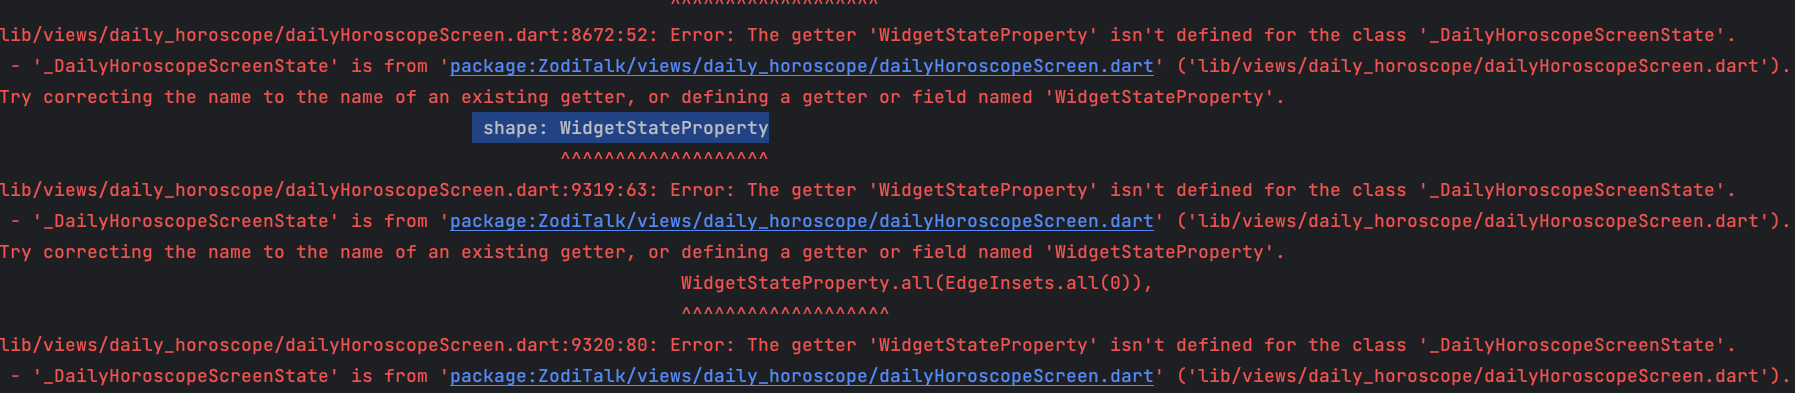 ^^^^^^^^^^^^^^^^^^^
lib/views/daily_horoscope/dailyHoroscopeScreen.dart:8672:52: Error: The getter 'WidgetStateProperty' isn't defined for the class '_DailyHoroscopeScreenState'.
- '_DailyHoroscopeScreenState' is from 'package:ZodiTalk/views/daily_horoscope/dailyHoroscopeScreen.dart' ('lib/views/daily_horoscope/dailyHoroscopeScreen.dart').
Try correcting the name to the name of an existing getter, or defining a getter or field named 'WidgetStateProperty'.
shape: WidgetStateProperty
^^^^^^^^^^^^^^^^^^^
lib/views/daily_horoscope/dailyHoroscopeScreen.dart:9319:63: Error: The getter 'WidgetStateProperty' isn't defined for the class '_DailyHoroscopeScreenState'.
- '_DailyHoroscopeScreenState' is from 'package:ZodiTalk/views/daily_horoscope/dailyHoroscopeScreen.dart' ('lib/views/daily_horoscope/dailyHoroscopeScreen.dart').
Try correcting the name to the name of an existing getter, or defining a getter or field named 'WidgetStateProperty'.
WidgetStateProperty.all(EdgeInsets.all(0)),
^^^^^^^^^^^^^^^^^^^
lib/views/daily_horoscope/dailyHoroscopeScreen.dart:9320:80: Error: The getter 'WidgetStateProperty' isn't defined for the class '_DailyHoroscopeScreenState'.
- '_DailyHoroscopeScreenState' is from 'package:ZodiTalk/views/daily_horoscope/dailyHoroscopeScreen.dart' ('lib/views/daily_horoscope/dailyHoroscopeScreen.dart').